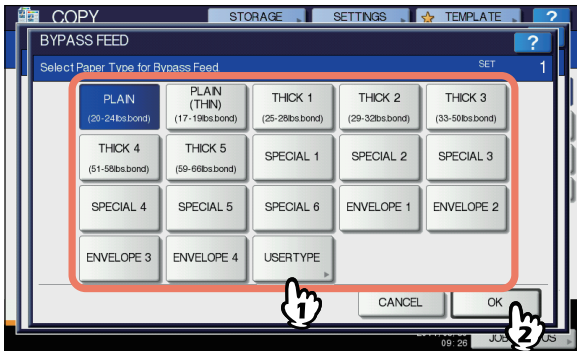 COPY STORAGE SETTINGS TEMPLATE ?
BYPASS FEED ?
Select Paper Type for Bypass Feed. SET 1
PLAIN
(20-24lbs.bond)
PLAIN
(THIN)
(17-19lbs.bond)
THICK 1
(25-28lbs.bond)
THICK 2
(29-32lbs.bond)
THICK 3
(33-50lbs.bond)
THICK 4
(51-58lbs.bond)
THICK 5
(59-66lbs.bond)
SPECIAL 1
SPECIAL 2
SPECIAL 3
SPECIAL 4
SPECIAL 5
SPECIAL 6
ENVELOPE 1
ENVELOPE 2
ENVELOPE 3
ENVELOPE 4
USERTYPE
1
CANCEL
OK
2
09:26